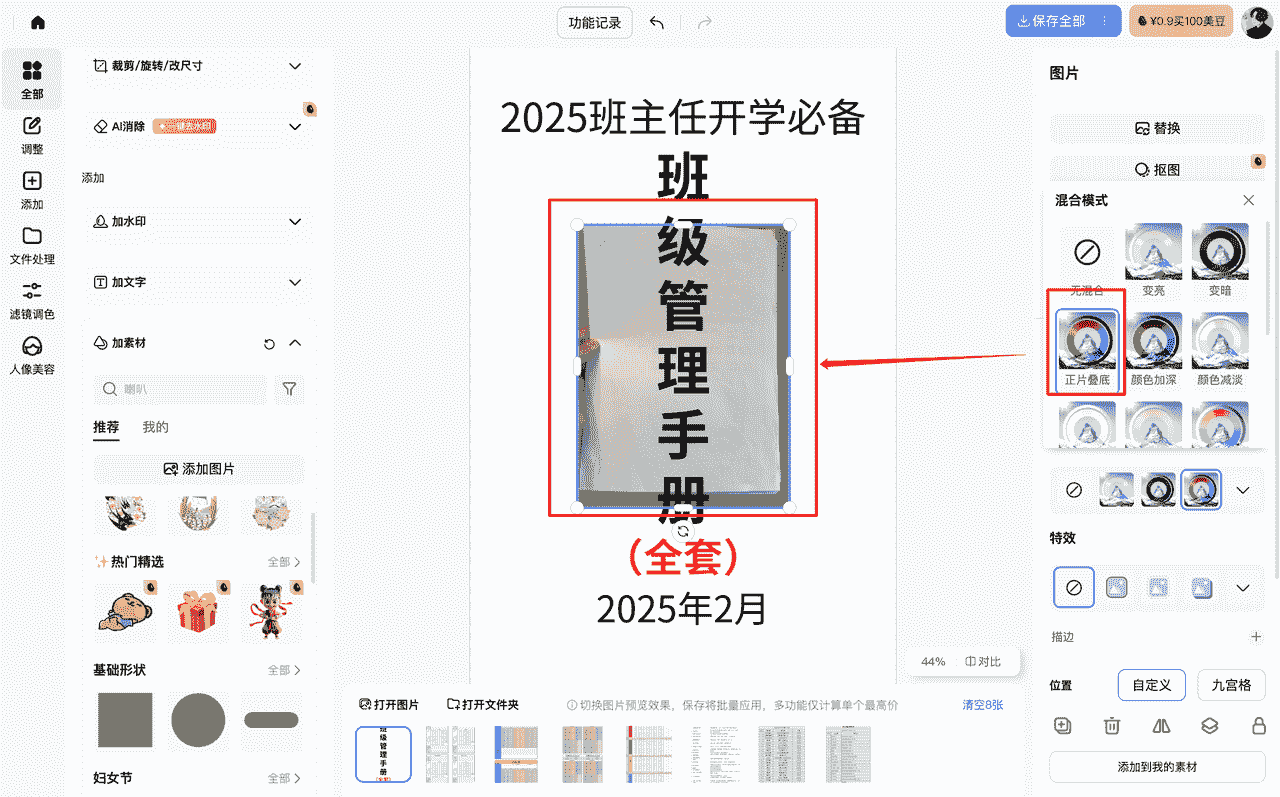 功能记录
保存全部
¥0.9买100美豆
全部
调整
添加
文件处理
滤镜调色
人像美容
裁剪/旋转/改尺寸
AI消除
添加
加水印
加文字
加素材
喇叭
推荐
我的
添加图片
热门精选
全部
基础形状
全部
妇女节
全部
2025班主任开学必备
班
级
管
理
手
册
（全套）
2025年2月
44%
对比
打开图片
打开文件夹
切换图片预览效果，保存将批量应用，多功能仅计算单个最高价
清空8张
班
级
管
理
手
册
图片
替换
抠图
混合模式
无混合
变亮
变暗
正片叠底
颜色加深
颜色减淡
特效
描边
位置
自定义
九宫格
添加到我的素材